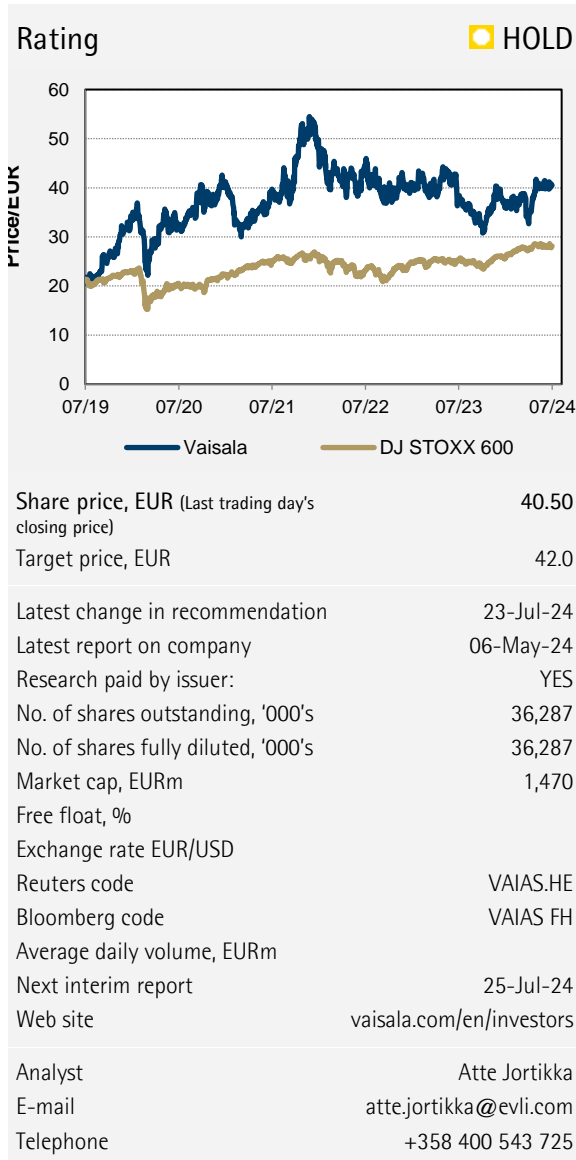 Rating HOLD
60
50
40
30
20
10
0
Price/EUR
07/19 07/20 07/21 07/22 07/23 07/24
Vaisala DJ STOXX 600
Share price, EUR (Last trading day's 40.50
closing price)
Target price, EUR 42.0
Latest change in recommendation 23-Jul-24
Latest report on company 06-May-24
Research paid by issuer: YES
No. of shares outstanding, ‘000's 36,287
No. of shares fully diluted, ‘000's 36,287
Market cap, EURm 1,470
Free float, %
Exchange rate EUR/USD
Reuters code VAIAS.HE
Bloomberg code VAIAS FH
Average daily volume, EURm
Next interim report 25-Jul-24
Web site vaisala.com/en/investors
Analyst Atte Jortikka
E-mail atte.jortikka@evli.com
Telephone +358 400 543 725